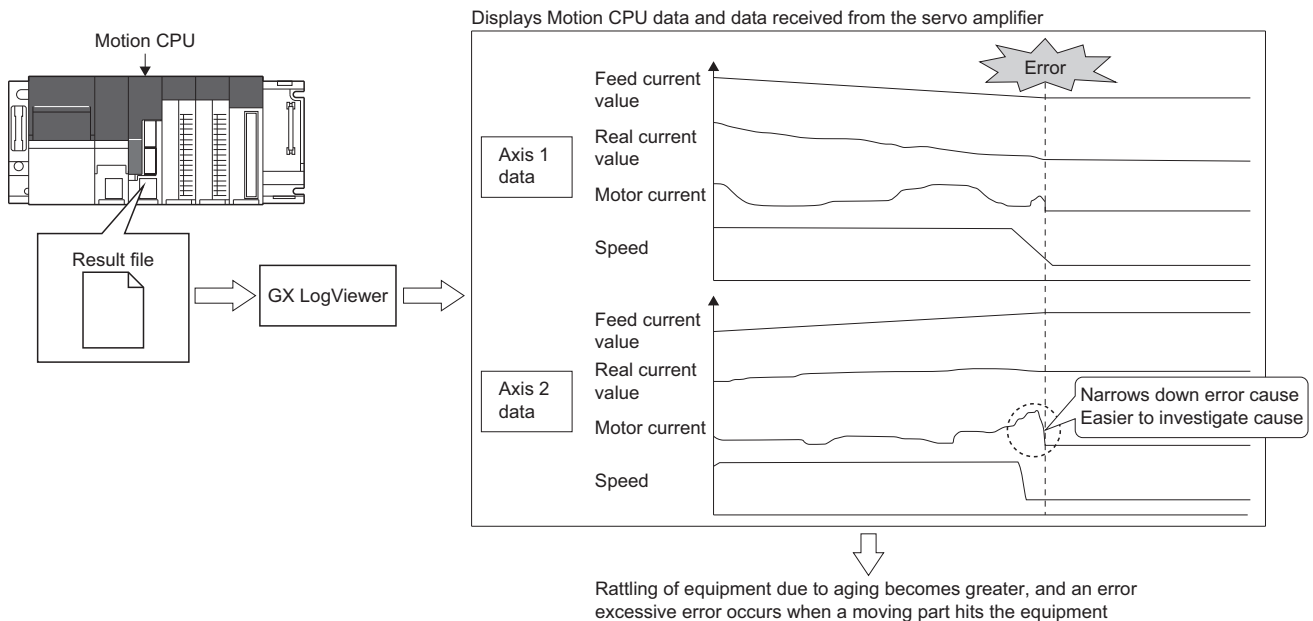 Displays Motion CPU data and data received from the servo amplifier
Motion CPU
Error
Feed current
value
Real current
value
Axis 1
data
Motor current
Speed
Result file
GX LogViewer
Feed current
value
Real current
value
Axis 2
data
Narrows down error cause
Easier to investigate cause
Motor current
Speed
Rattling of equipment due to aging becomes greater, and an error
excessive error occurs when a moving part hits the equipment